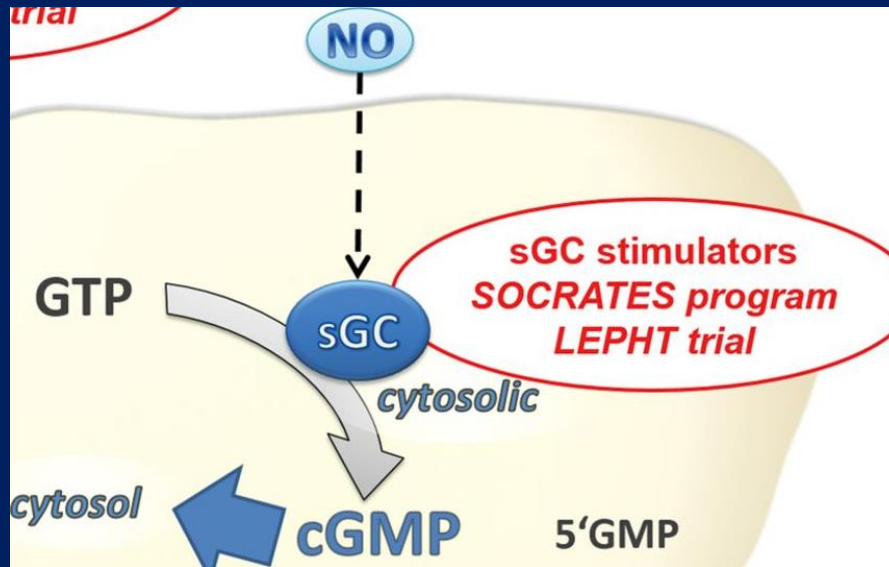 trial
NO
sGC stimulators
SOCRATES program
LEPHT trial
GTP
sGC
cytosolic
cytosol
cGMP
5‘GMP